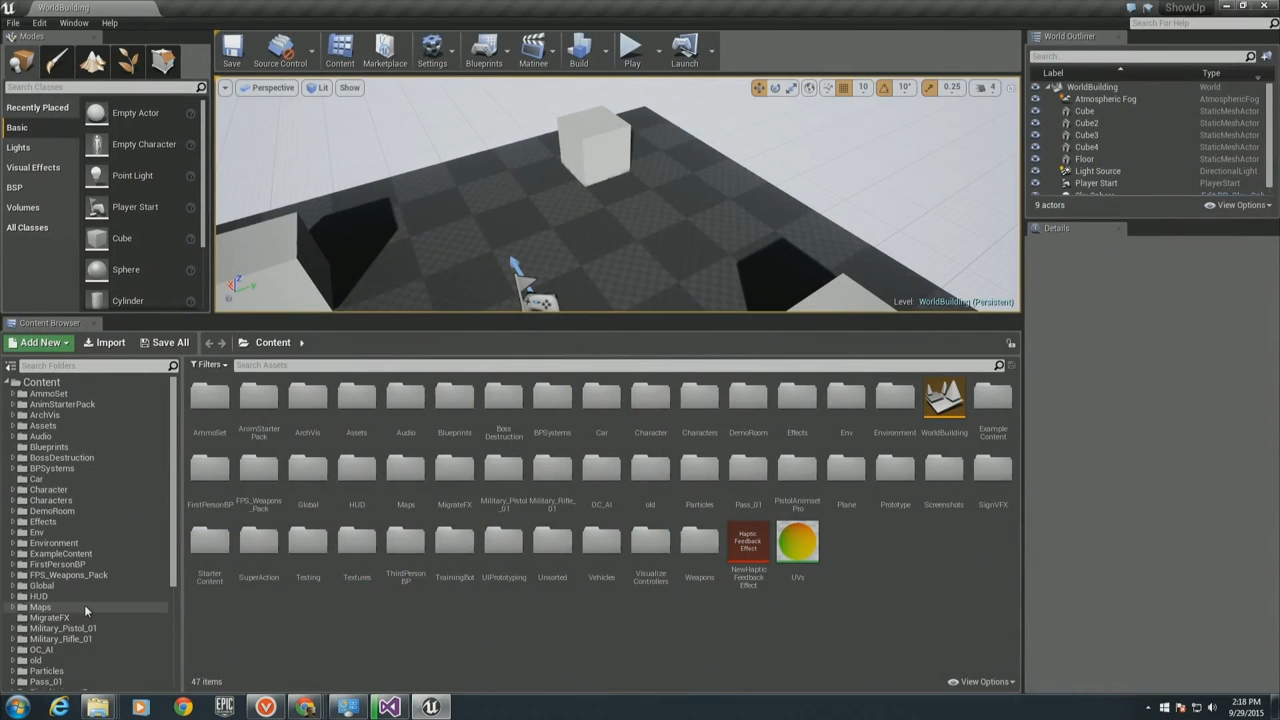 WorldBuilding
ShowUp
File Edit Window Help
Search For Help
Modes
World Outliner
Save Source Control Content Marketplace Settings Blueprints Matinee Build Play Launch
Search Classes
Search...
Label Type
Recently Placed
Basic
Lights
Visual Effects
BSP
Volumes
All Classes
Empty Actor
Empty Character
Point Light
Player Start
Cube
Sphere
Cylinder
Perspective Lit Show
10 10° 0.25 4
X Z Y
Level: WorldBuilding (Persistent)
WorldBuilding World
Atmospheric Fog AtmosphericFog
Cube StaticMeshActor
Cube2 StaticMeshActor
Cube3 StaticMeshActor
Cube4 StaticMeshActor
Floor StaticMeshActor
Light Source DirectionalLight
Player Start PlayerStart
9 actors View Options
Details
Content Browser
Add New Import Save All Content
Search Folders
Filters Search Assets
Content
AmmoSet
AnimStarterPack
ArchVis
Assets
Audio
Blueprints
BossDestruction
BPSystems
Car
Character
Characters
DemoRoom
Effects
Env
Environment
ExampleContent
FirstPersonBP
FPS_Weapons_Pack
Global
HUD
Maps
MigrateFX
Military_Pistol_01
Military_Rifle_01
OC_AI
old
Particles
Pass_01
AmmoSet AnimStarter Pack ArchVis Assets Audio Blueprints Boss Destruction BPSystems Car Character Characters DemoRoom Effects Env Environment WorldBuilding Example Content
FirstPersonBP FPS_Weapons _Pack Global HUD Maps MigrateFX Military_Pistol _01 Military_Rifle _01 OC_AI old Particles Pass_01 PistolAnimset Pro Plane Prototype Screenshots SignVFX
Haptic Feedback Effect
Starter Content SuperAction Testing Textures ThirdPerson BP TrainingBot UIPrototyping Unsorted Vehicles Visualize Controllers Weapons NewHaptic Feedback Effect UVs
47 items View Options
EPIC GAMES
2:18 PM
9/29/2015